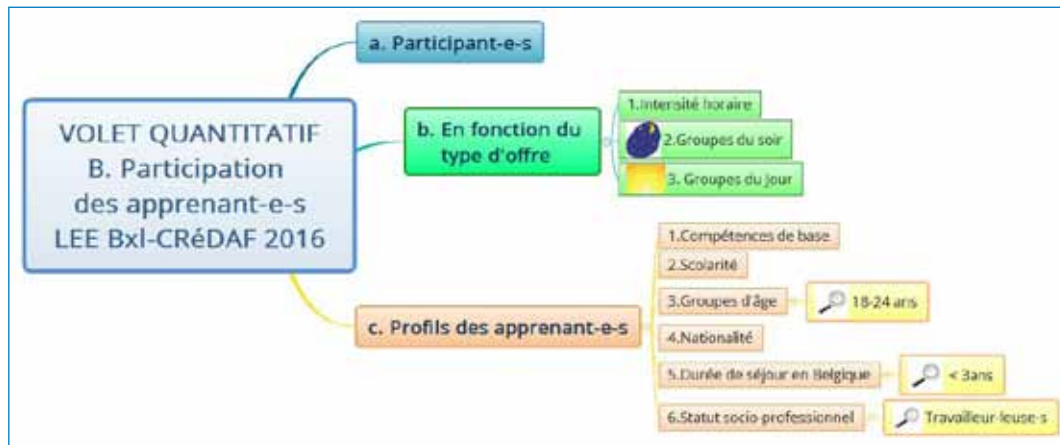 VOLET QUANTITATIF
B. Participation
des apprenant-e-s
LEE Bxl-CRéDAF 2016
a. Participant-e-s
b. En fonction du
type d'offre
1.Intensité horaire
2.Groupes du soir
3. Groupes du jour
c. Profils des apprenant-e-s
1.Compétences de base
2.Scolarité
3.Groupes d'âge
18-24 ans
4.Nationalité
5.Durée de séjour en Belgique
< 3ans
6.Statut socio-professionnel
Travailleur-leuse-s